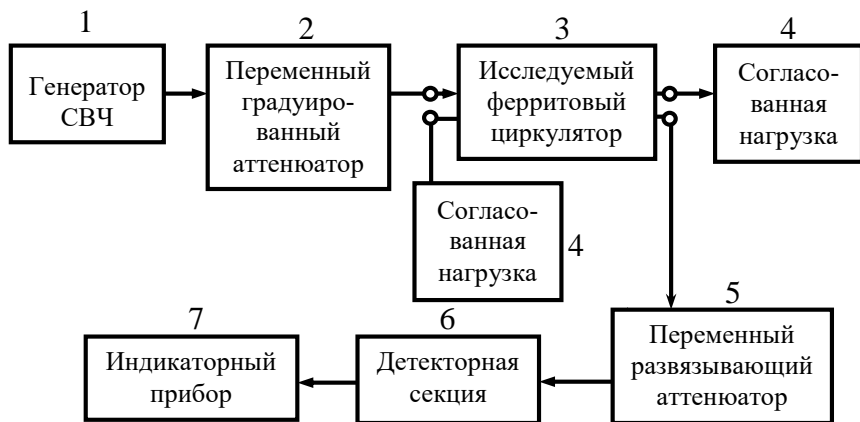 1
Генератор
СВЧ
2
Переменный
градуиро-
ванный
аттенюатор
3
Исследуемый
ферритовый
циркулятор
4
Согласо-
ванная
нагрузка
Согласо-
ванная
нагрузка
4
5
Переменный
развязывающий
аттенюатор
6
Детекторная
секция
7
Индикаторный
прибор